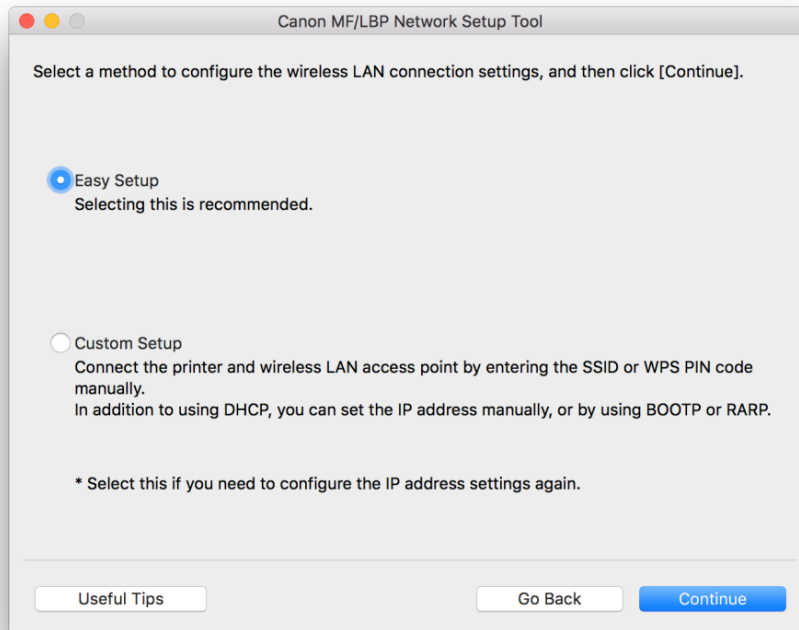 Canon MF/LBP Network Setup Tool
Select a method to configure the wireless LAN connection settings, and then click [Continue].
Easy Setup
Selecting this is recommended.
Custom Setup
Connect the printer and wireless LAN access point by entering the SSID or WPS PIN code
manually.
In addition to using DHCP, you can set the IP address manually, or by using BOOTP or RARP.
* Select this if you need to configure the IP address settings again.
Useful Tips
Go Back
Continue